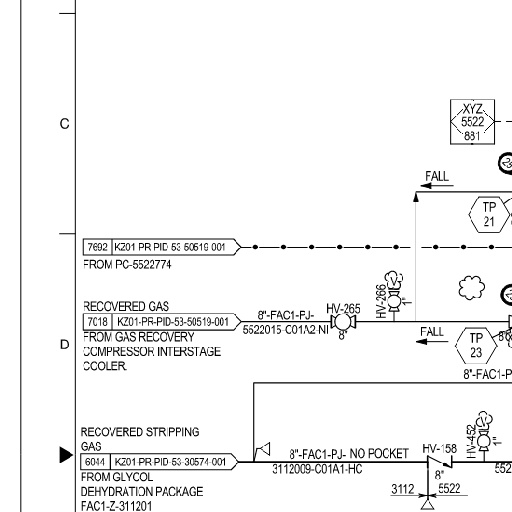 C
XYZ
5522
881
FALL
TP
21
7692 KZ01-PR-PID-53-50519-001
FROM PC-5522774
HV-266
1"
RECOVERED GAS
7018 KZ01-PR-PID-53-50519-001
8"-FAC1-PJ-
5522015-C01A2-NI
HV-265
8"
FALL
TP
23
FROM GAS RECOVERY
COMPRESSOR INTERSTAGE
COOLER.
D
8"-FAC1-P
RECOVERED STRIPPING
GAS
6044 KZ01-PR-PID-53-30574-001
8"-FAC1-PJ- NO POCKET
3112009-C01A1-HC
HV-158
8"
HV-452
1"
552
FROM GLYCOL
DEHYDRATION PACKAGE
FAC1-Z-311201
3112 5522